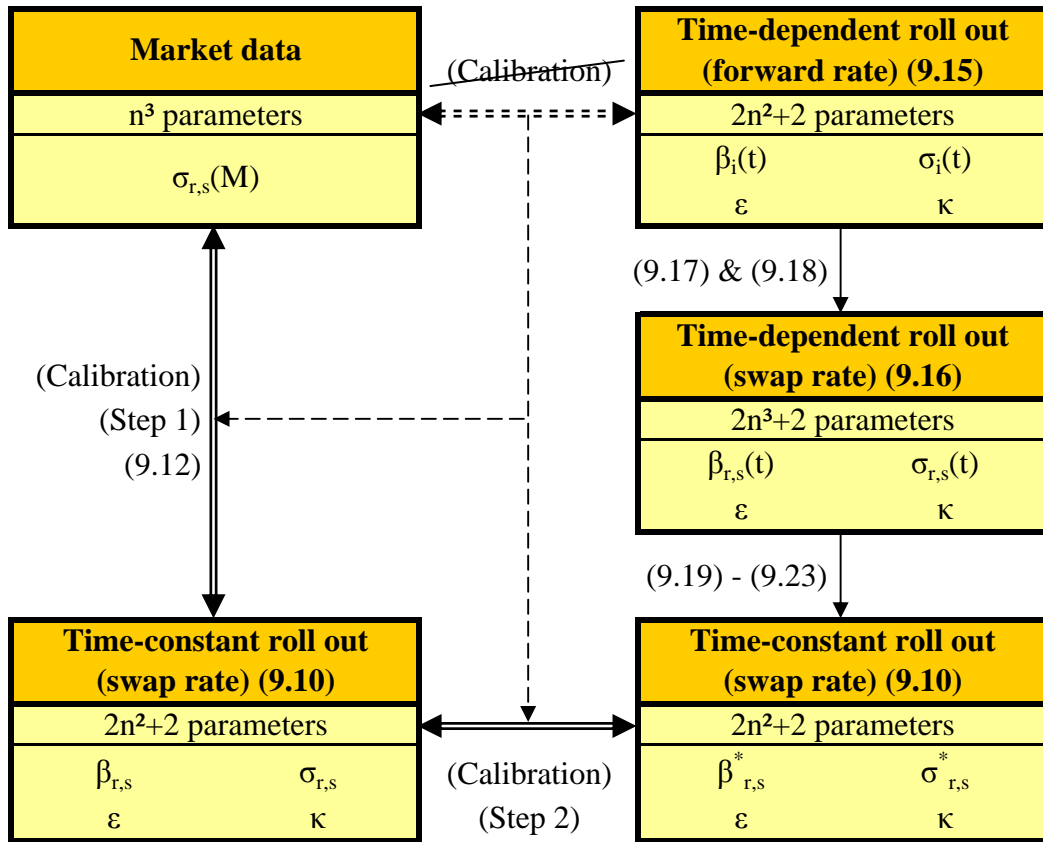 Market data
n³ parameters
σr,s(M)
(Calibration)
Time-dependent roll out
(forward rate) (9.15)
2n²+2 parameters
βi(t) σi(t)
ε κ
(9.17) & (9.18)
Time-dependent roll out
(swap rate) (9.16)
2n³+2 parameters
βr,s(t) σr,s(t)
ε κ
(Calibration)
(Step 1)
(9.12)
(9.19) - (9.23)
Time-constant roll out
(swap rate) (9.10)
2n²+2 parameters
βr,s σr,s
ε κ
(Calibration)
(Step 2)
Time-constant roll out
(swap rate) (9.10)
2n²+2 parameters
β*r,s σ*r,s
ε κ